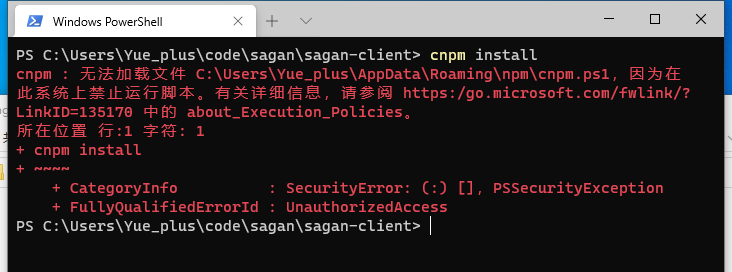 Windows PowerShell
PS C:\Users\Yue_plus\code\sagan\sagan-client> cnpm install
cnpm : 无法加载文件 C:\Users\Yue_plus\AppData\Roaming\npm\cnpm.ps1，因为在
此系统上禁止运行脚本。有关详细信息，请参阅 https:/go.microsoft.com/fwlink/?
LinkID=135170 中的 about_Execution_Policies。
所在位置 行:1 字符: 1
+ cnpm install
+ ~~~~
    + CategoryInfo          : SecurityError: (:) []，PSSecurityException
    + FullyQualifiedErrorId : UnauthorizedAccess
PS C:\Users\Yue_plus\code\sagan\sagan-client>